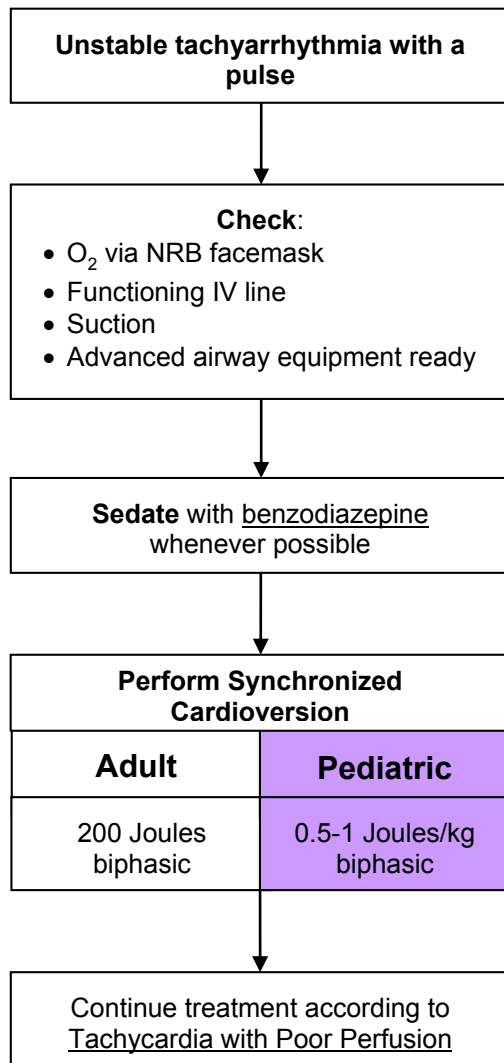 Unstable tachyarrhythmia with a
pulse
Check:
• O2 via NRB facemask
• Functioning IV line
• Suction
• Advanced airway equipment ready
Sedate with benzodiazepine
whenever possible
Perform Synchronized
Cardioversion
Adult
Pediatric
200 Joules
biphasic
0.5-1 Joules/kg
biphasic
Continue treatment according to
Tachycardia with Poor Perfusion